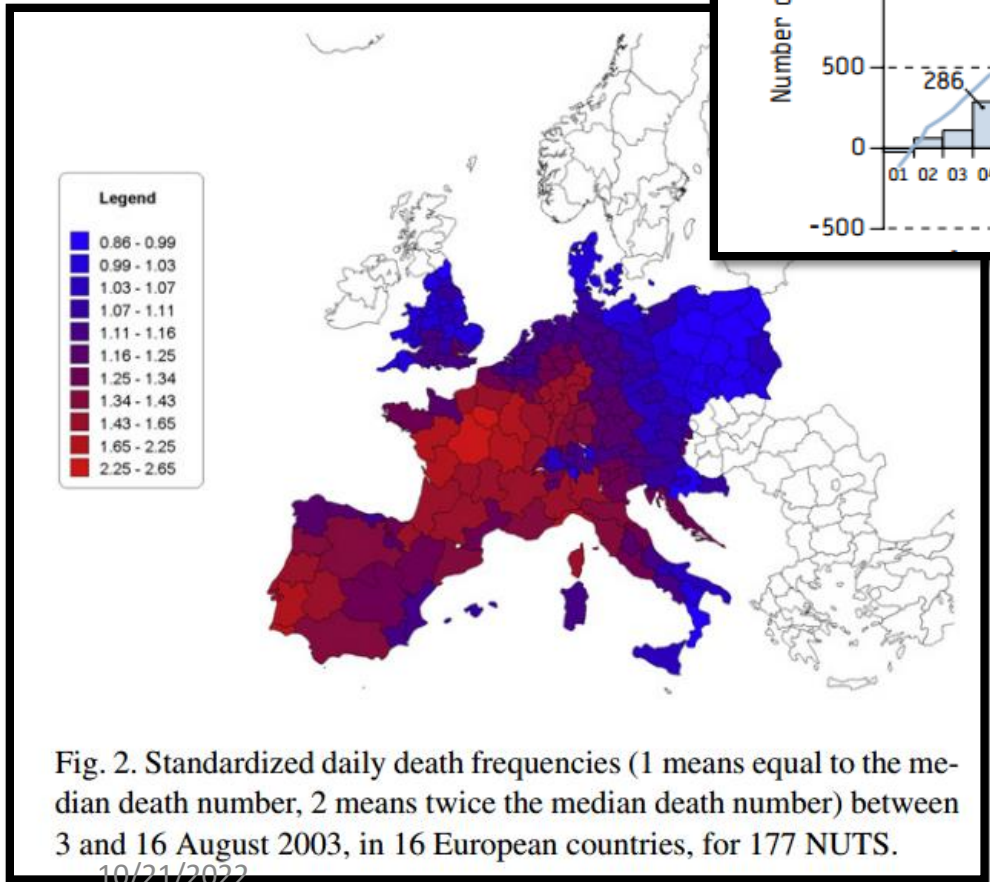 Number
500
286
0
01 02 03
-500
Legend
0.86 - 0.99
0.99 - 1.03
1.03 - 1.07
1.07 - 1.11
1.11 - 1.16
1.16 - 1.25
1.25 - 1.34
1.34 - 1.43
1.43 - 1.65
1.65 - 2.25
2.25 - 2.65
Fig. 2. Standardized daily death frequencies (1 means equal to the me-
dian death number, 2 means twice the median death number) between
3 and 16 August 2003, in 16 European countries, for 177 NUTS.
10/21/2022